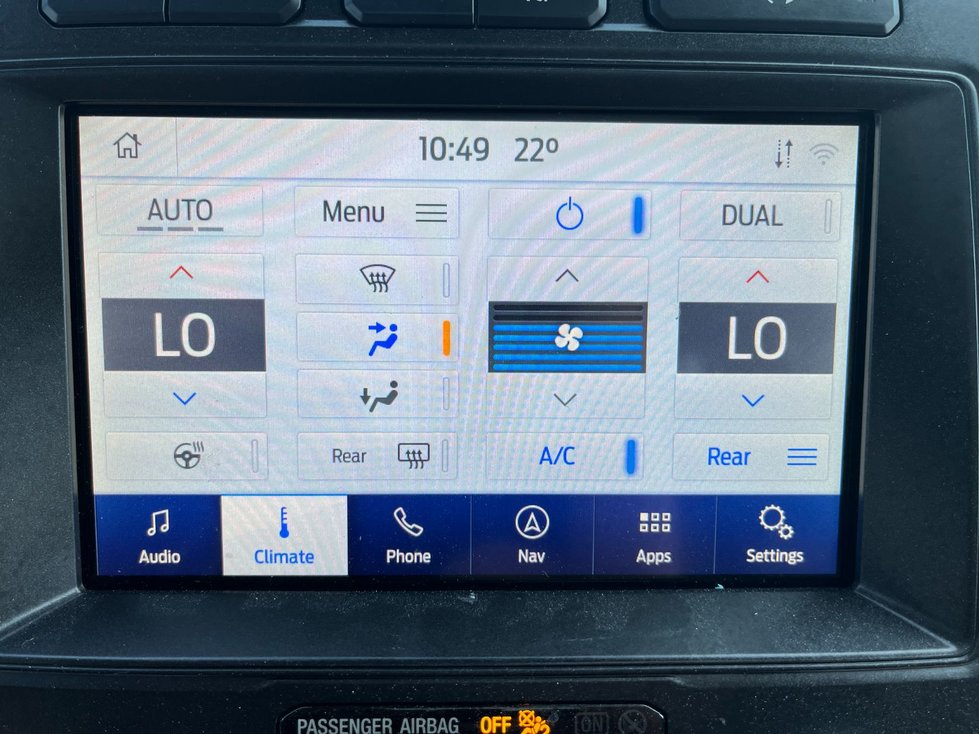 10:49 22°
AUTO
Menu
DUAL
LO
LO
Rear
A/C
Rear
Audio
Climate
Phone
Nav
Apps
Settings
PASSENGER AIRBAG OFF ON